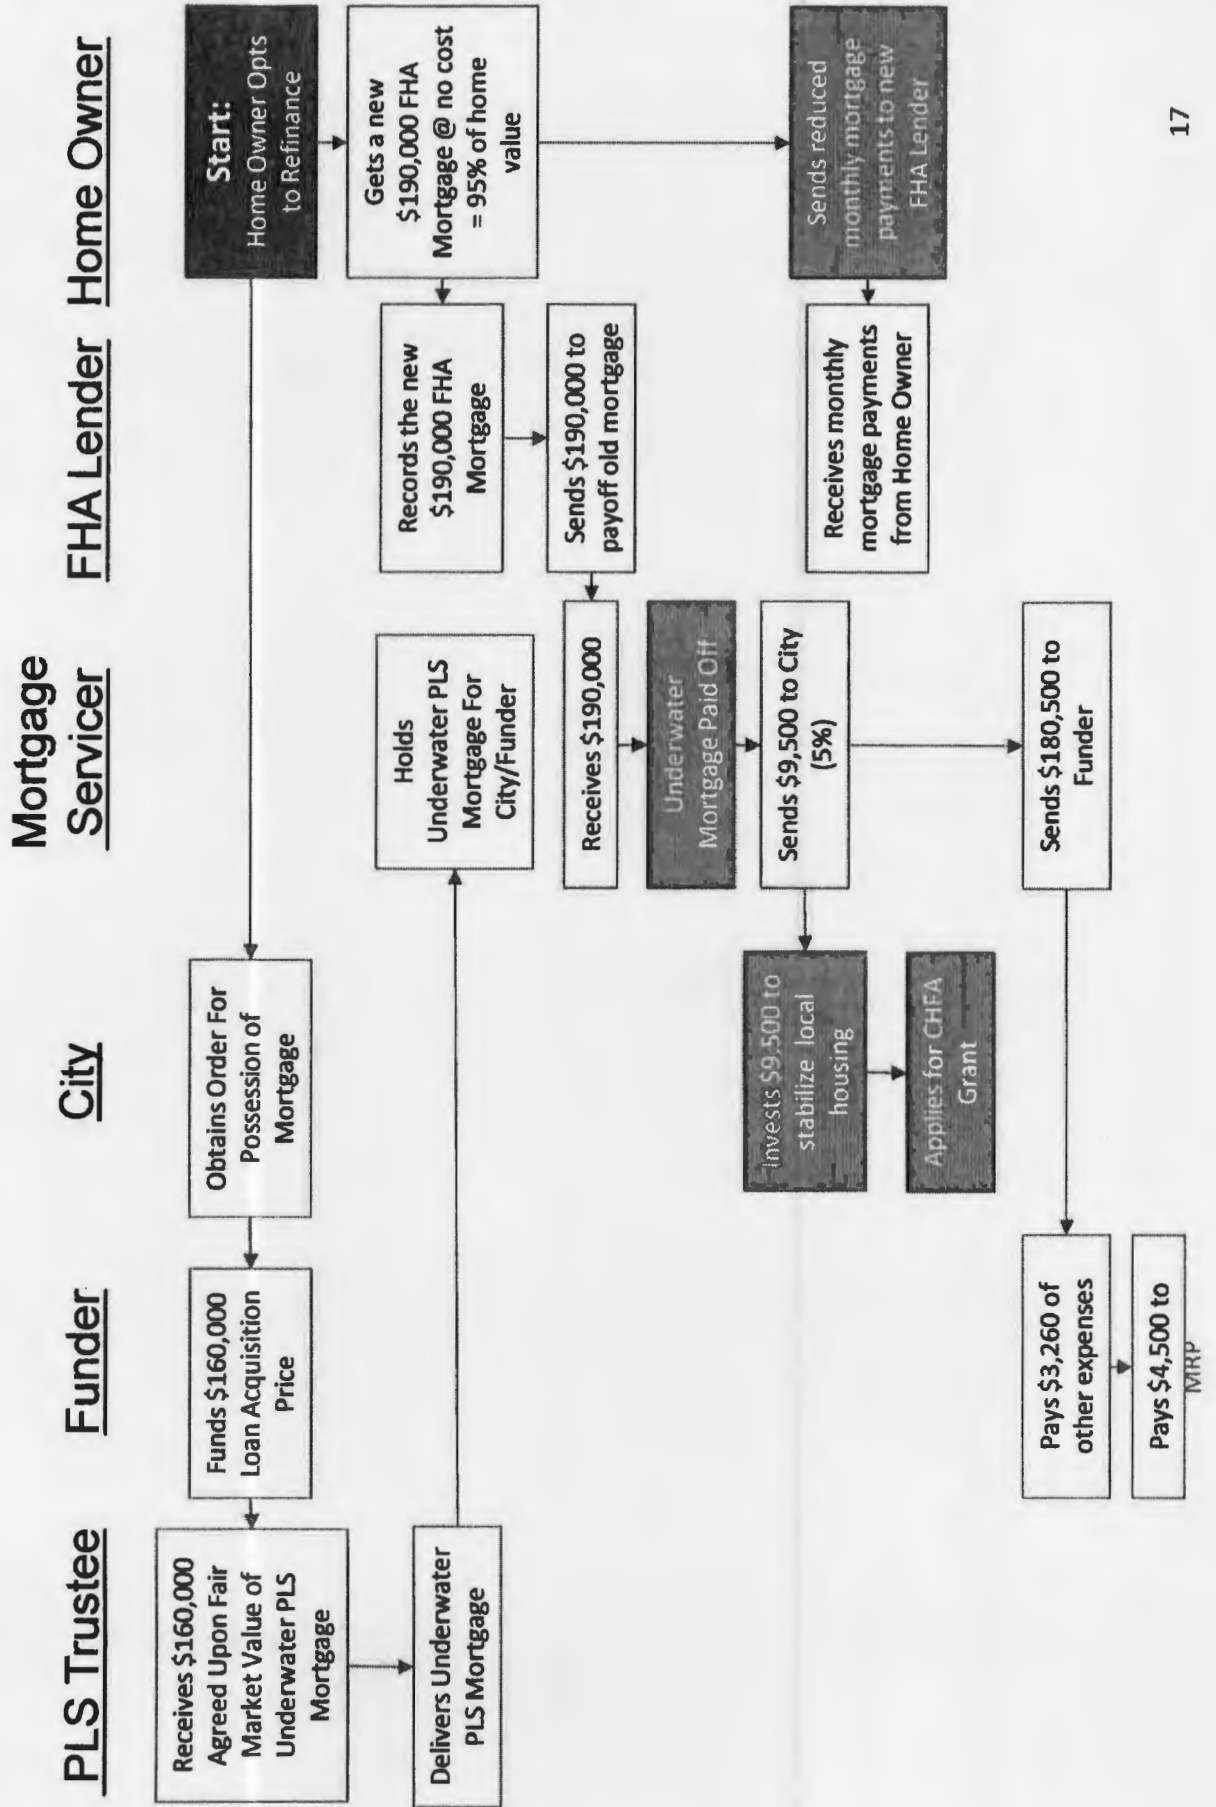 PLS Trustee
Funder
City
Mortgage
Servicer
FHA Lender
Home Owner
Start:
Home Owner Opts
to Refinance
Obtains Order For
Possession of
Mortgage
Funds $160,000
Loan Acquisition
Price
Receives $160,000
Agreed Upon Fair
Market Value of
Underwater PLS
Mortgage
Delivers Underwater
PLS Mortgage
Holds
Underwater PLS
Mortgage For
City/Funder
Gets a new
$190,000 FHA
Mortgage @ no cost
= 95% of home
value
Records the new
$190,000 FHA
Mortgage
Sends $190,000 to
payoff old mortgage
Receives $190,000
Underwater
Mortgage Paid Off
Sends $9,500 to City
(5%)
Invests $9,500 to
stabilize local
housing
Applies for CHFA
Grant
Sends reduced
monthly mortgage
payments to new
FHA Lender
Receives monthly
mortgage payments
from Home Owner
Sends $180,500 to
Funder
Pays $3,260 of
other expenses
Pays $4,500 to
MRP
17